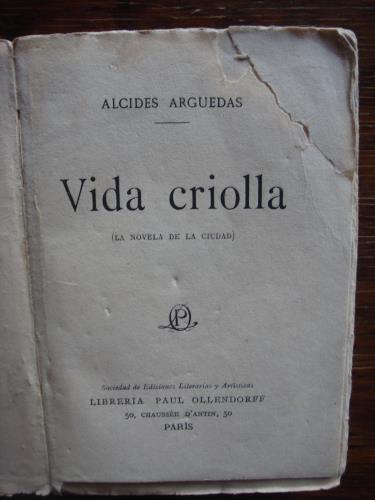 ALCIDES ARGUEDAS
Vida criolla
(LA NOVELA DE LA CIUDAD)
PO
Sociedad de Ediciones Literarias y Artísticas
LIBRERÍA PAUL OLLENDORFF
50, CHAUSSÉE D'ANTIN, 50
PARÍS